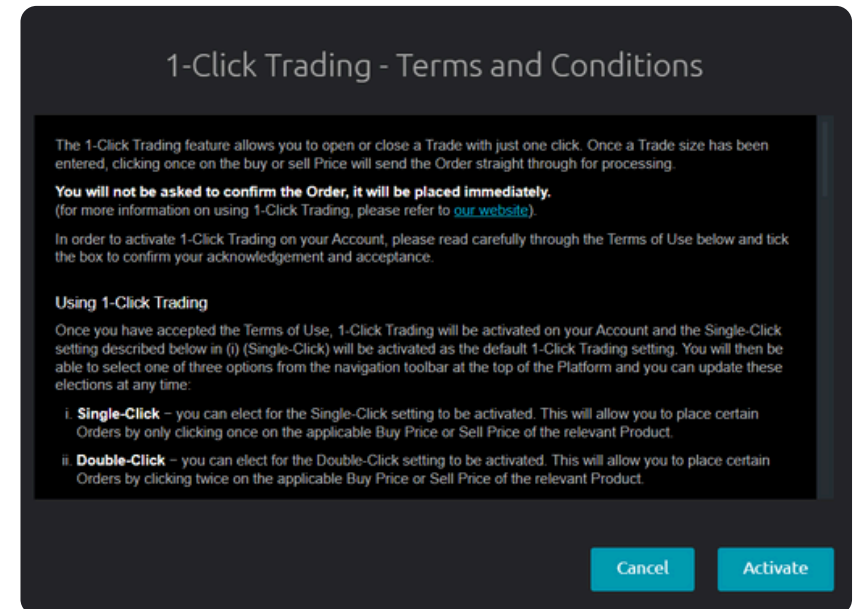 1-Click Trading - Terms and Conditions
The 1-Click Trading feature allows you to open or close a Trade with just one click. Once a Trade size has been
entered, clicking once on the buy or sell Price will send the Order straight through for processing.
You will not be asked to confirm the Order, it will be placed immediately.
(for more information on using 1-Click Trading, please refer to our website).
In order to activate 1-Click Trading on your Account, please read carefully through the Terms of Use below and tick
the box to confirm your acknowledgement and acceptance.
Using 1-Click Trading
Once you have accepted the Terms of Use, 1-Click Trading will be activated on your Account and the Single-Click
setting described below in (i) (Single-Click) will be activated as the default 1-Click Trading setting. You will then be
able to select one of three options from the navigation toolbar at the top of the Platform and you can update these
elections at any time:
i. Single-Click – you can elect for the Single-Click setting to be activated. This will allow you to place certain
Orders by only clicking once on the applicable Buy Price or Sell Price of the relevant Product.
ii. Double-Click – you can elect for the Double-Click setting to be activated. This will allow you to place certain
Orders by clicking twice on the applicable Buy Price or Sell Price of the relevant Product.
Cancel Activate